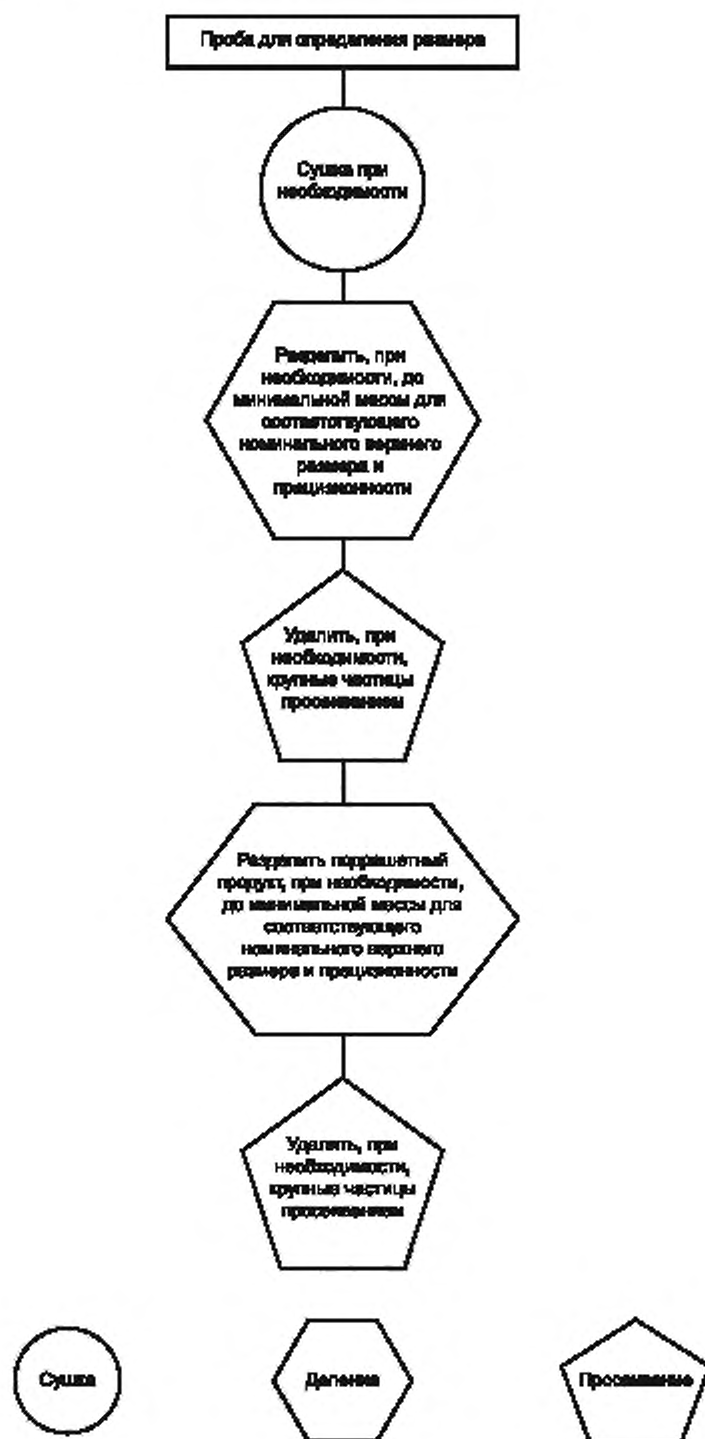 Проба для определения размера
Сушка при
необходимости
Разделить, при
необходимости, до
минимальной массы для
соответствующего
номинального верхнего
размера и
прецизионности
Удалить, при
необходимости,
крупные частицы
просеиванием
Разделить подрешетный
продукт, при необходимости,
до минимальной массы для
соответствующего
номинального верхнего
размера и прецизионности
Удалить, при
необходимости,
крупные частицы
просеиванием
Сушка
Деление
Просеивание